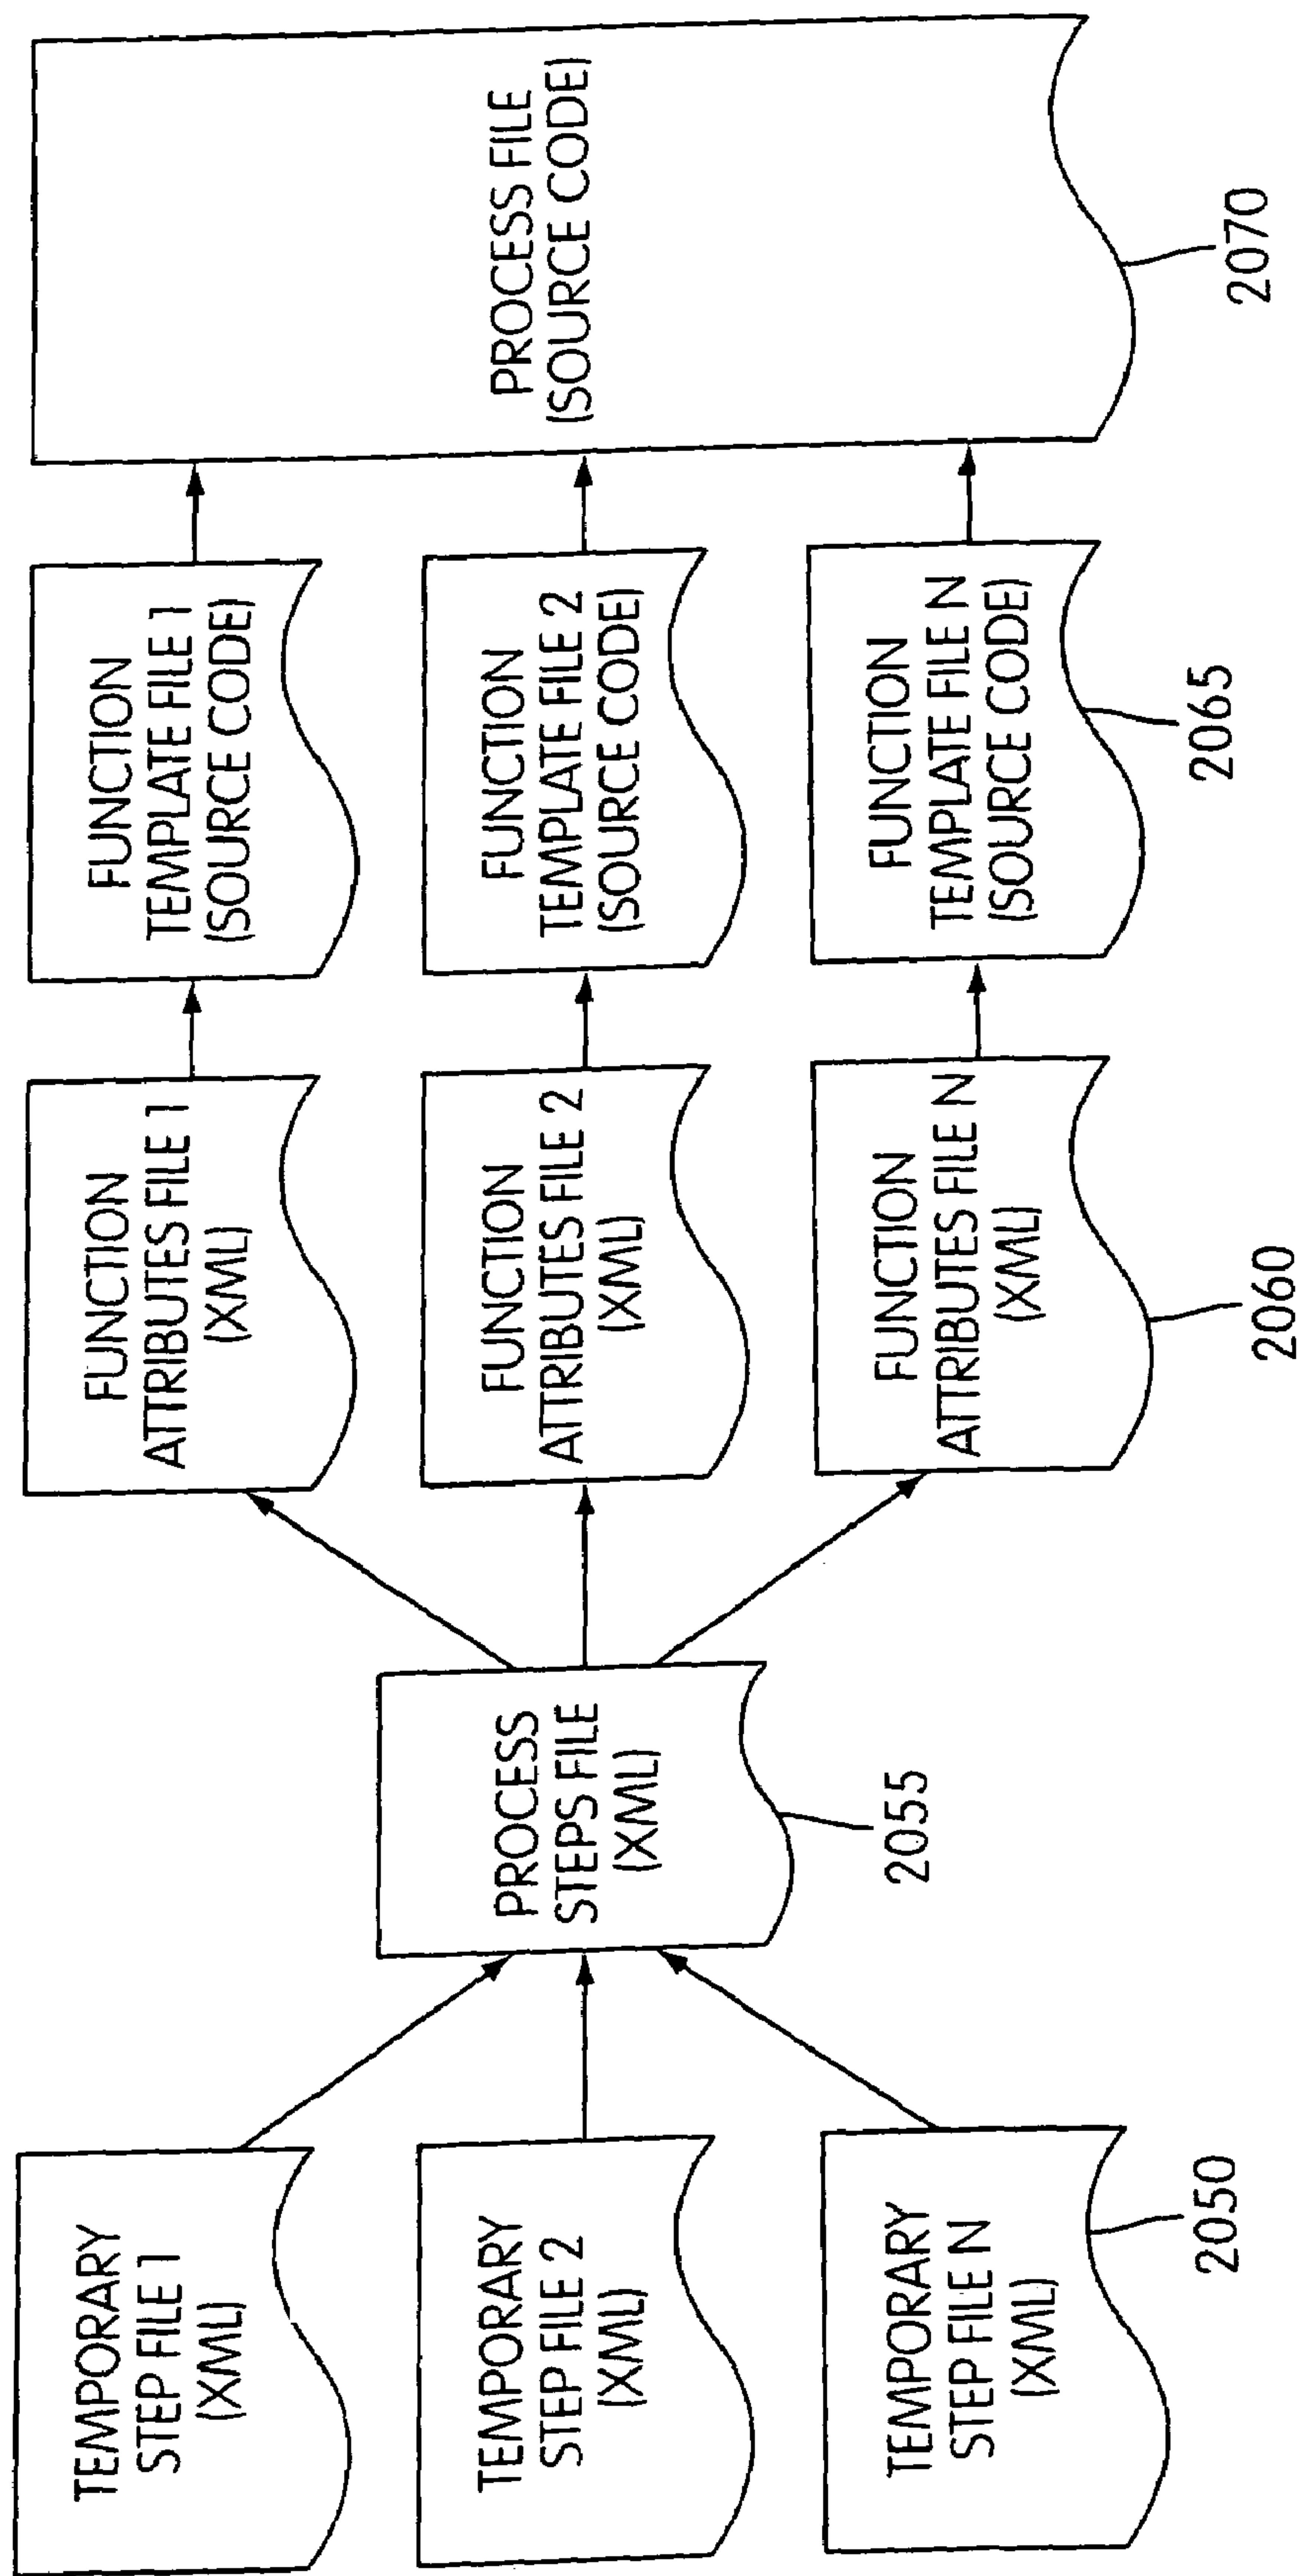 TEMPORARY
STEP FILE 1
(XML)
TEMPORARY
STEP FILE 2
(XML)
TEMPORARY
STEP FILE N
(XML)
2050
PROCESS
STEPS FILE
(XML)
2055
FUNCTION
ATTRIBUTES FILE 1
(XML)
FUNCTION
ATTRIBUTES FILE 2
(XML)
FUNCTION
ATTRIBUTES FILE N
(XML)
2060
FUNCTION
TEMPLATE FILE 1
(SOURCE CODE)
FUNCTION
TEMPLATE FILE 2
(SOURCE CODE)
FUNCTION
TEMPLATE FILE N
(SOURCE CODE)
2065
PROCESS FILE
(SOURCE CODE)
2070